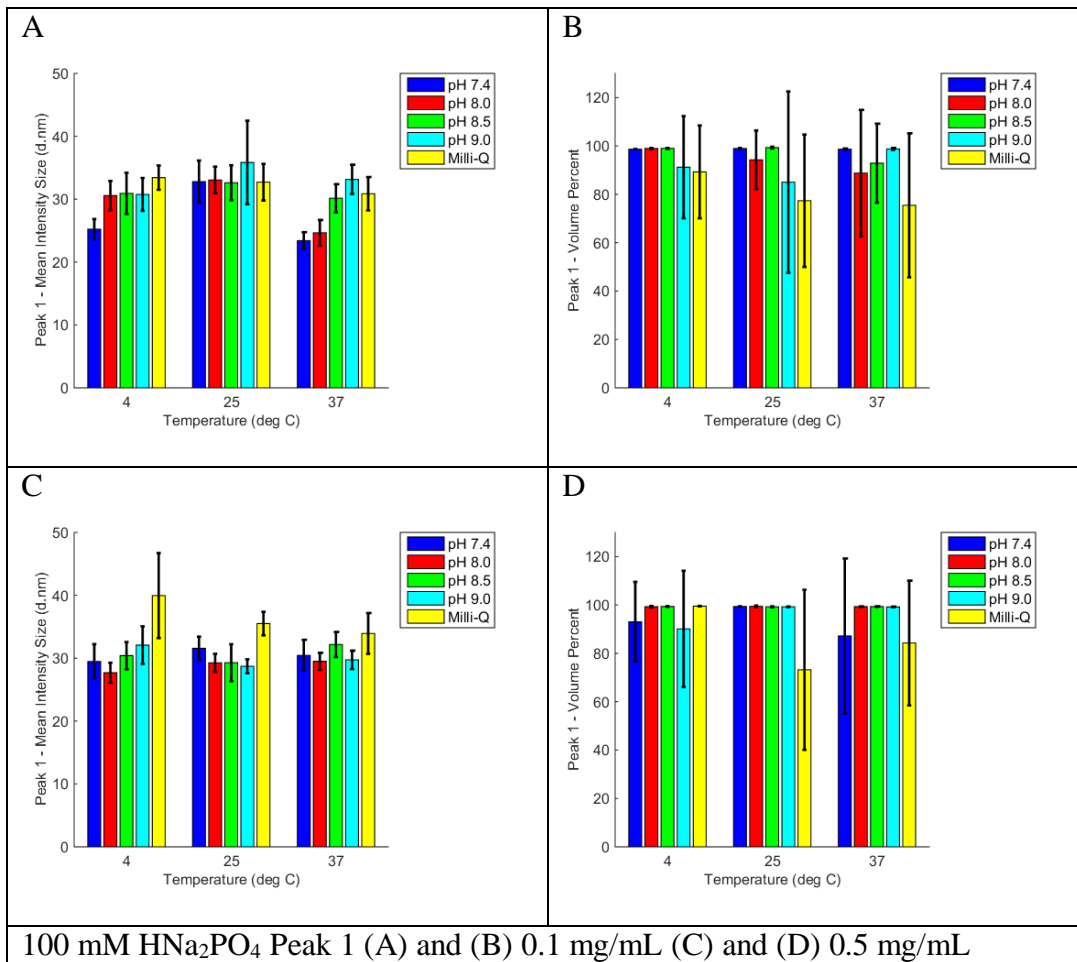 A
50
40
30
20
10
0
Peak 1 - Mean Intensity Size (d.nm)
4 25 37
Temperature (deg C)
pH 7.4
pH 8.0
pH 8.5
pH 9.0
Milli-Q
B
120
100
80
60
40
20
0
Peak 1 - Volume Percent
4 25 37
Temperature (deg C)
pH 7.4
pH 8.0
pH 8.5
pH 9.0
Milli-Q
C
50
40
30
20
10
0
Peak 1 - Mean Intensity Size (d.nm)
4 25 37
Temperature (deg C)
pH 7.4
pH 8.0
pH 8.5
pH 9.0
Milli-Q
D
120
100
80
60
40
20
0
Peak 1 - Volume Percent
4 25 37
Temperature (deg C)
pH 7.4
pH 8.0
pH 8.5
pH 9.0
Milli-Q
100 mM HNa₂PO₄ Peak 1 (A) and (B) 0.1 mg/mL (C) and (D) 0.5 mg/mL